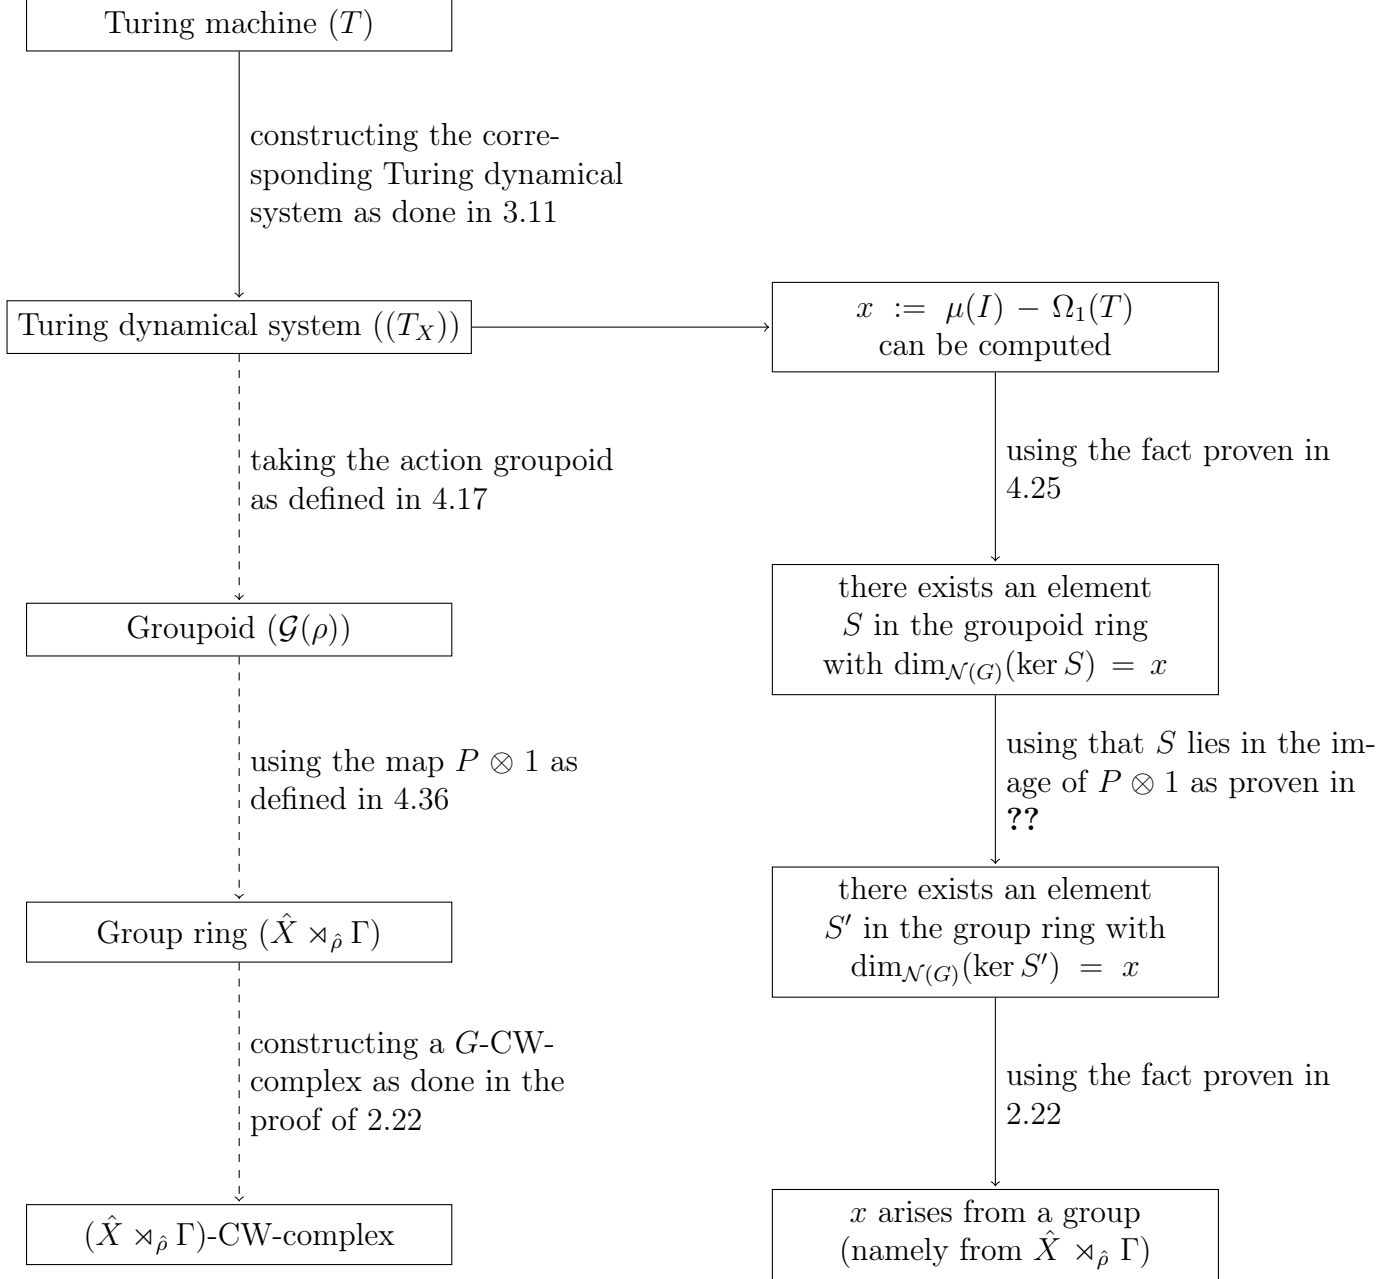 Turing machine (T)
constructing the corre-
sponding Turing dynamical
system as done in 3.11
Turing dynamical system ((T_X))
x := μ(I) − Ω₁(T)
can be computed
taking the action groupoid
as defined in 4.17
using the fact proven in
4.25
Groupoid (𝒢(ρ))
there exists an element
S in the groupoid ring
with dim_𝒩(G)(ker S) = x
using the map P ⊗ 1 as
defined in 4.36
using that S lies in the im-
age of P ⊗ 1 as proven in
??
Group ring (X̂ ⋊_ρ̂ Γ)
there exists an element
S′ in the group ring with
dim_𝒩(G)(ker S′) = x
constructing a G-CW-
complex as done in the
proof of 2.22
using the fact proven in
2.22
(X̂ ⋊_ρ̂ Γ)-CW-complex
x arises from a group
(namely from X̂ ⋊_ρ̂ Γ)